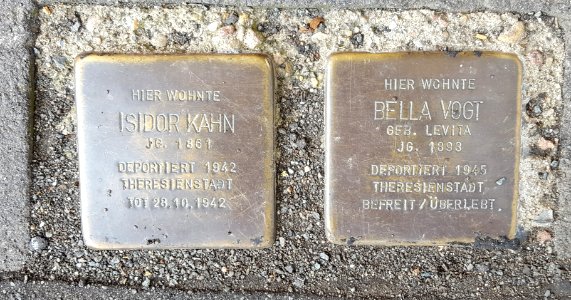 HIER WOHNTE
ISIDOR KAHN
JG. 1861
DEPORTIERT 1942
THERESIENSTADT
TOT 28.10.1942
HIER WOHNTE
BELLA VOGT
GEB. LEVITA
JG. 1893
DEPORTIERT 1945
THERESIENSTADT
BEFREIT/ÜBERLEBT